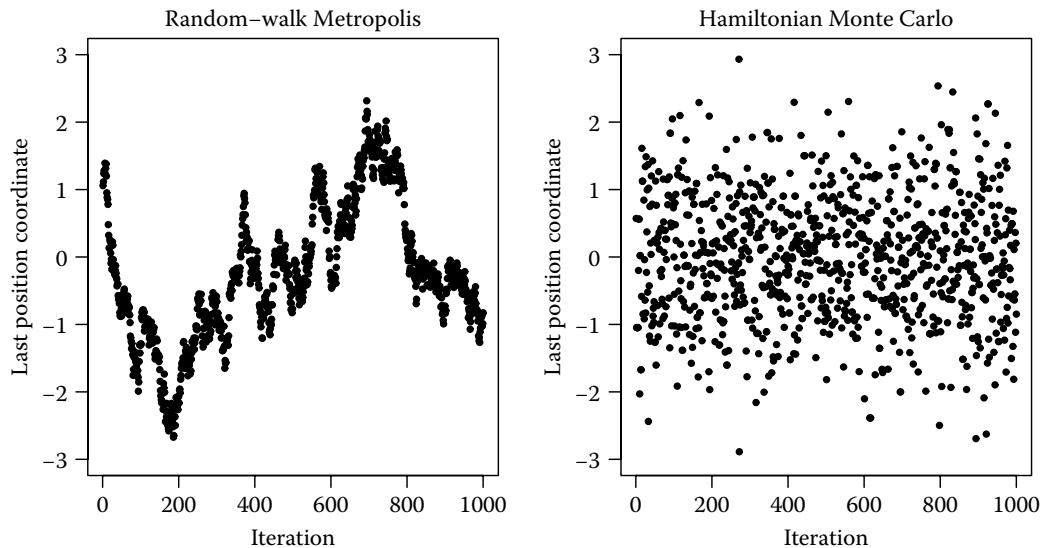 Random–walk Metropolis
Last position coordinate
3
2
1
0
−1
−2
−3
0 200 400 600 800 1000
Iteration
Hamiltonian Monte Carlo
Last position coordinate
3
2
1
0
−1
−2
−3
0 200 400 600 800 1000
Iteration